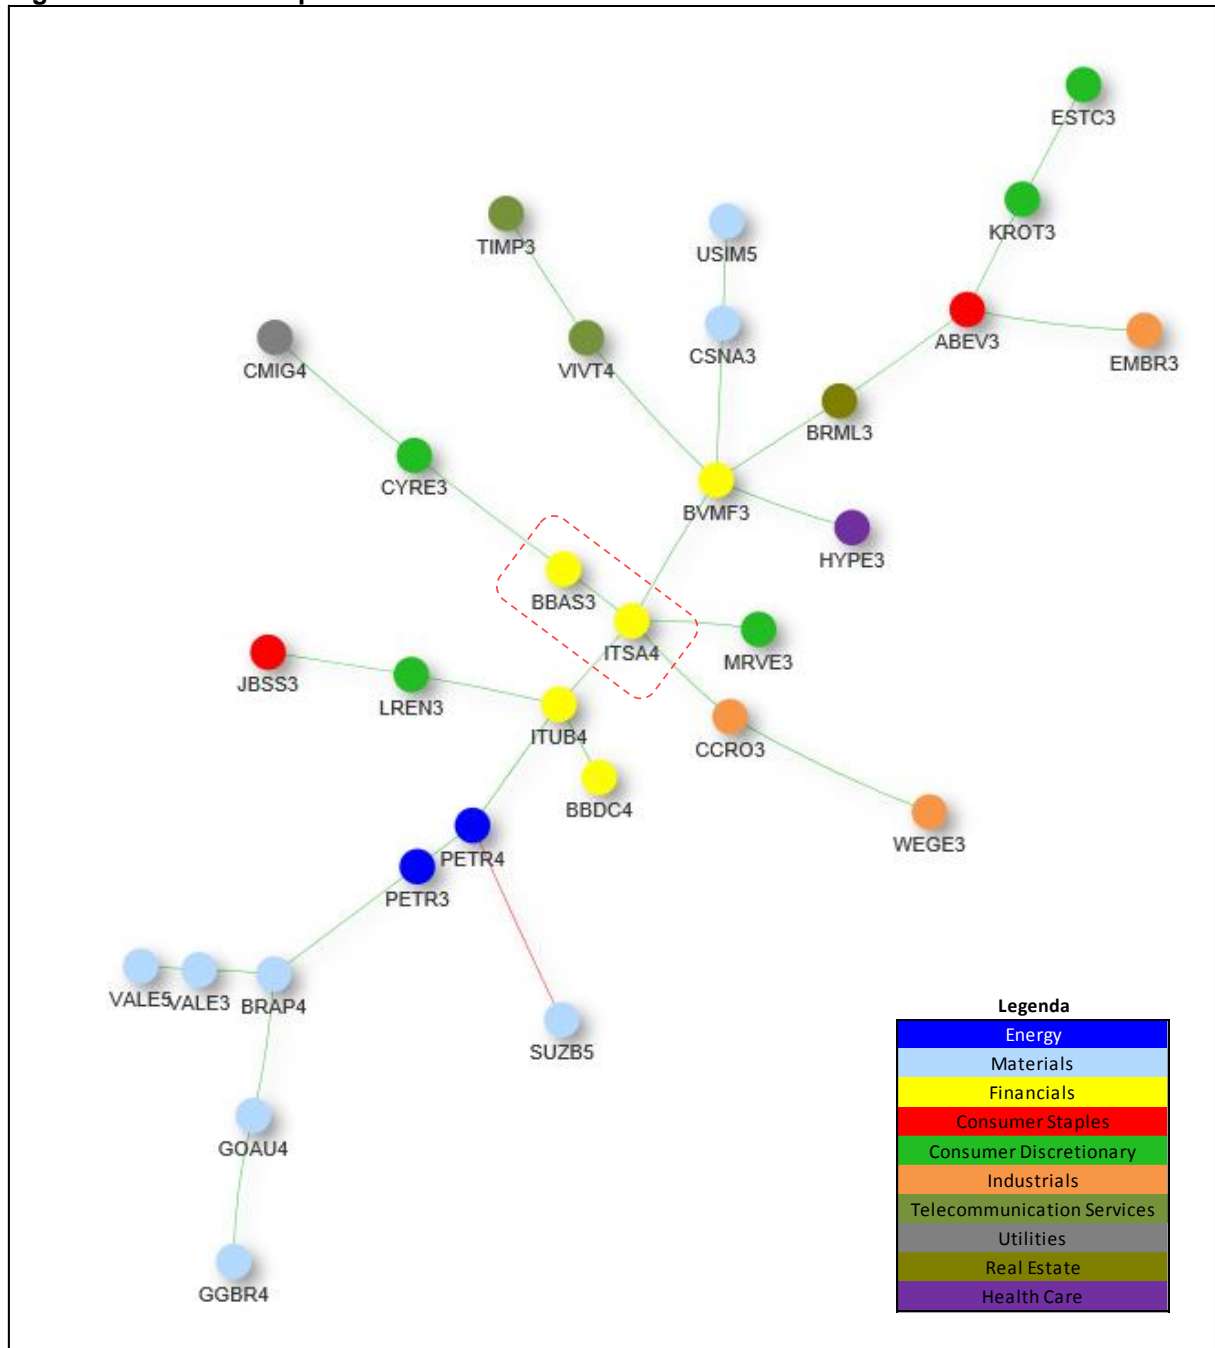 ESTC3
KROT3
TIMP3
USIM5
ABEV3
CSNA3
EMBR3
CMIG4
VIVT4
BRML3
CYRE3
BVMF3
HYPE3
BBAS3
ITSA4
MRVE3
JBSS3
LREN3
ITUB4
CCRO3
BBDC4
WEGE3
PETR4
PETR3
VALE5
VALE3
BRAP4
SUZB5
GOAU4
GGBR4
Legenda
Energy
Materials
Financials
Consumer Staples
Consumer Discretionary
Industrials
Telecommunication Services
Utilities
Real Estate
Health Care